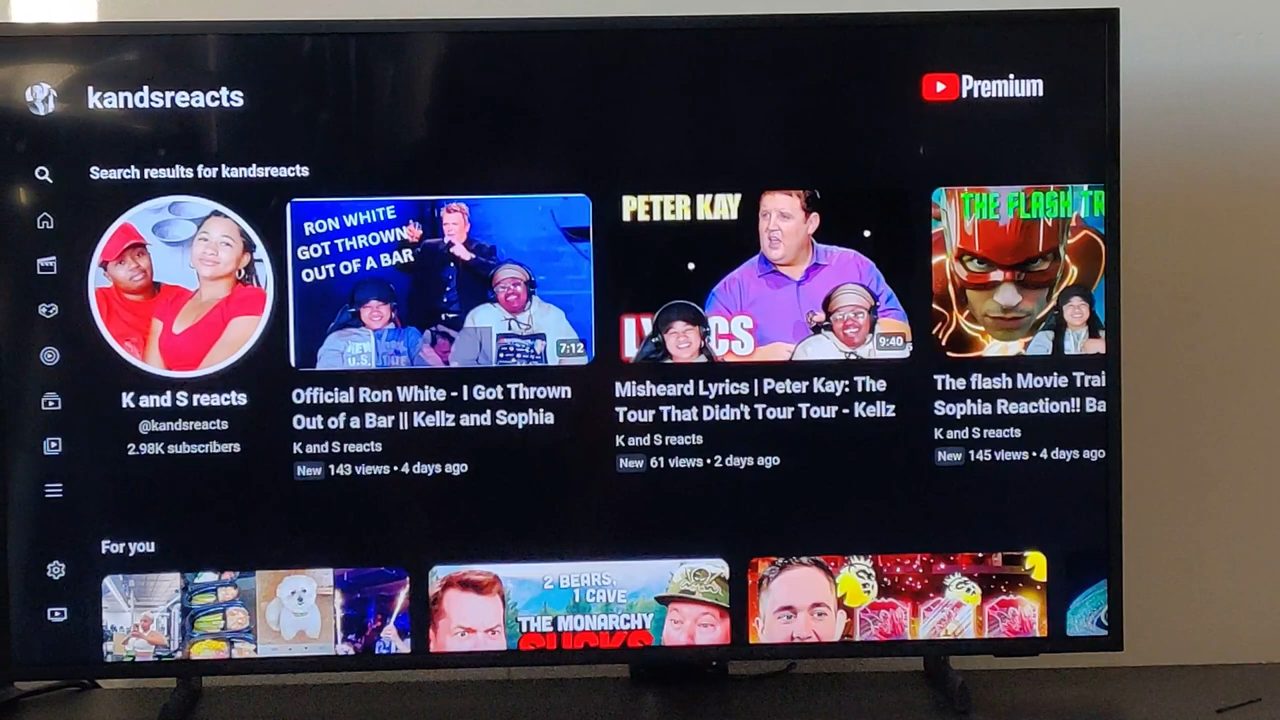 kandsreacts
Premium
Search results for kandsreacts
RON WHITE
GOT THROWN
OUT OF A BAR
7:12
PETER KAY
9:40
THE FLASH TR
K and S reacts
@kandsreacts
2.98K subscribers
Official Ron White - I Got Thrown
Out of a Bar || Kellz and Sophia
K and S reacts
New 143 views • 4 days ago
Misheard Lyrics | Peter Kay: The
Tour That Didn't Tour Tour - Kellz
K and S reacts
New 61 views • 2 days ago
The flash Movie Trai
Sophia Reaction!! Ba
K and S reacts
New 145 views • 4 days ago
For you
2 BEARS,
1 CAVE
THE MONARCHY
SUCKS